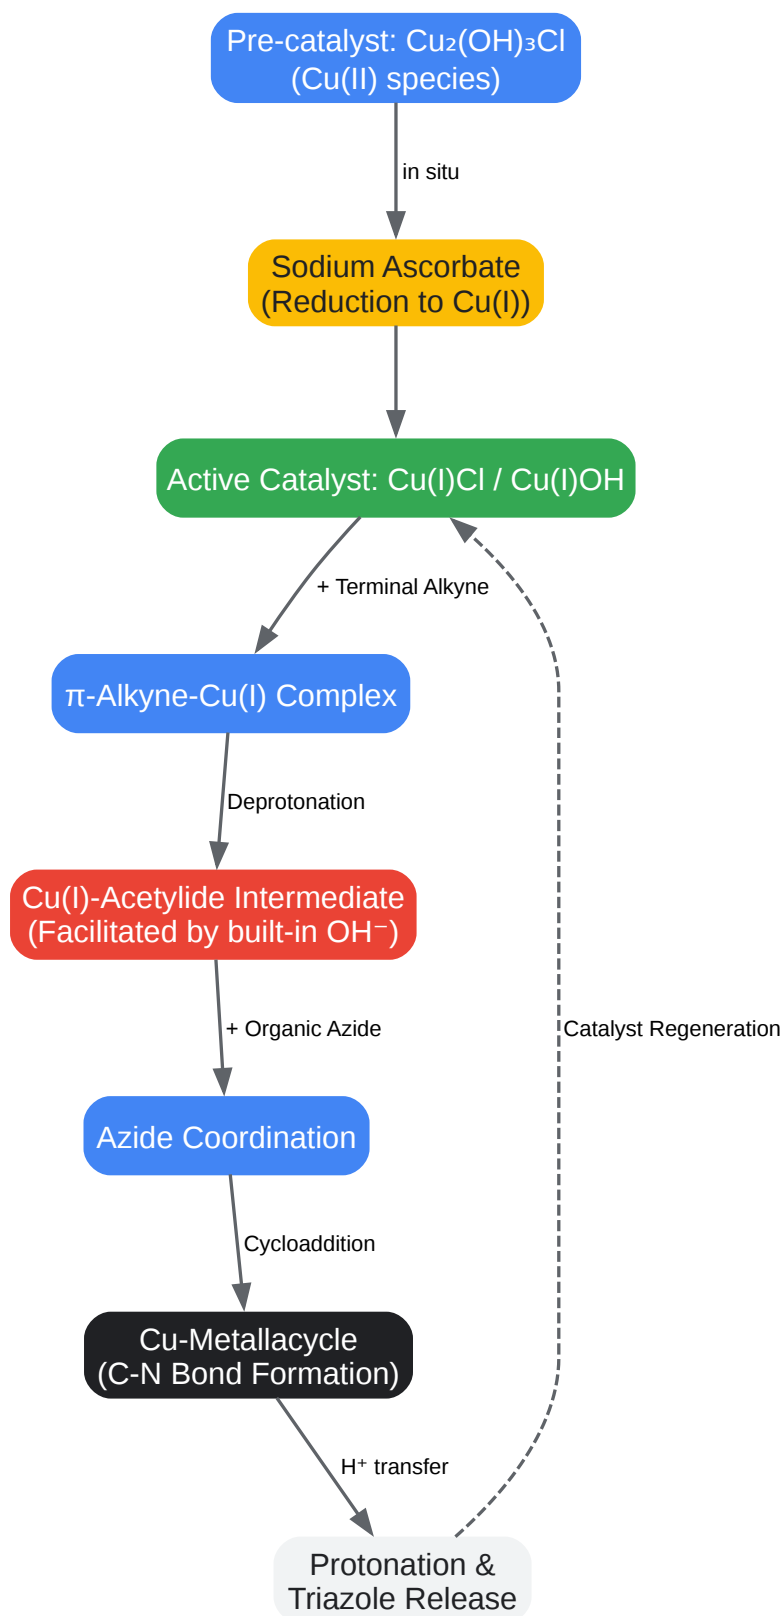 Pre-catalyst: Cu₂(OH)₃Cl
(Cu(II) species)
in situ
Sodium Ascorbate
(Reduction to Cu(I))
Active Catalyst: Cu(I)Cl / Cu(I)OH
+ Terminal Alkyne
π-Alkyne-Cu(I) Complex
Deprotonation
Cu(I)-Acetylide Intermediate
(Facilitated by built-in OH⁻)
+ Organic Azide
Catalyst Regeneration
Azide Coordination
Cycloaddition
Cu-Metallacycle
(C-N Bond Formation)
H⁺ transfer
Protonation &
Triazole Release